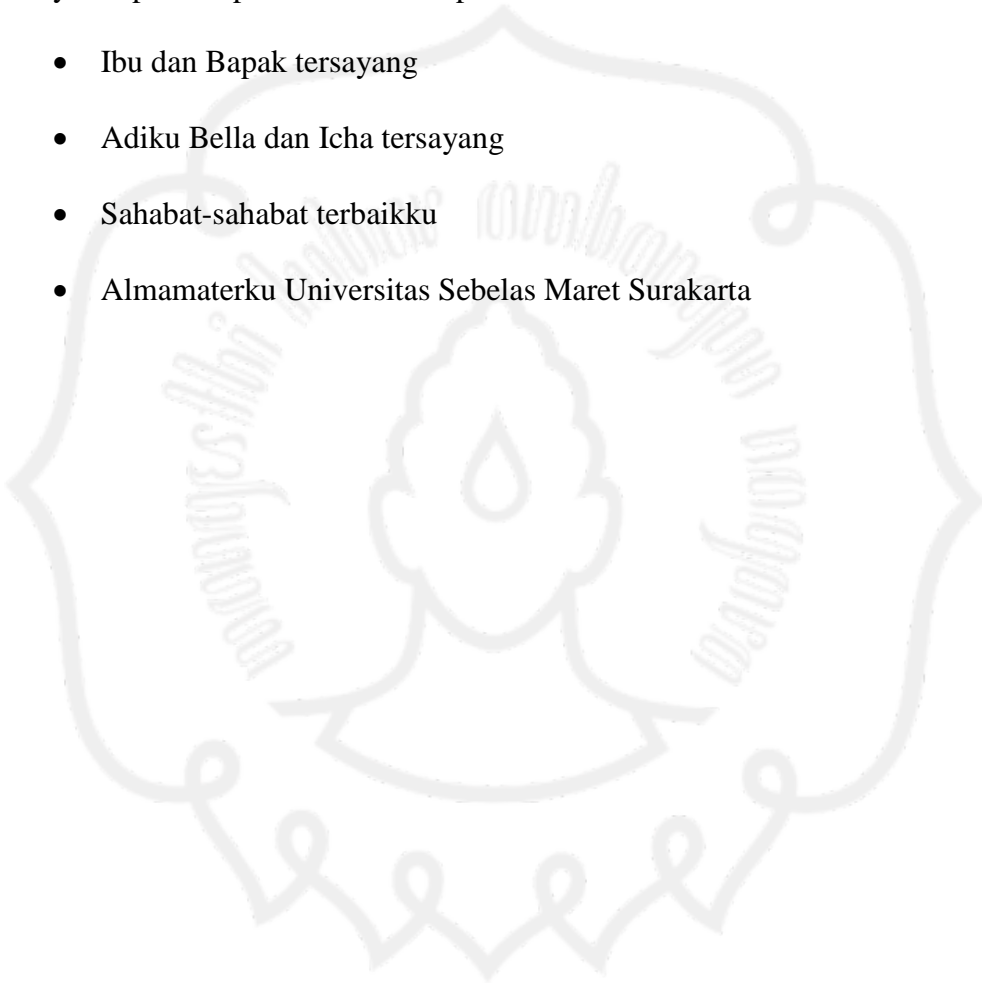 • Ibu dan Bapak tersayang
• Adiku Bella dan Icha tersayang
• Sahabat-sahabat terbaikku
• Almamaterku Universitas Sebelas Maret Surakarta